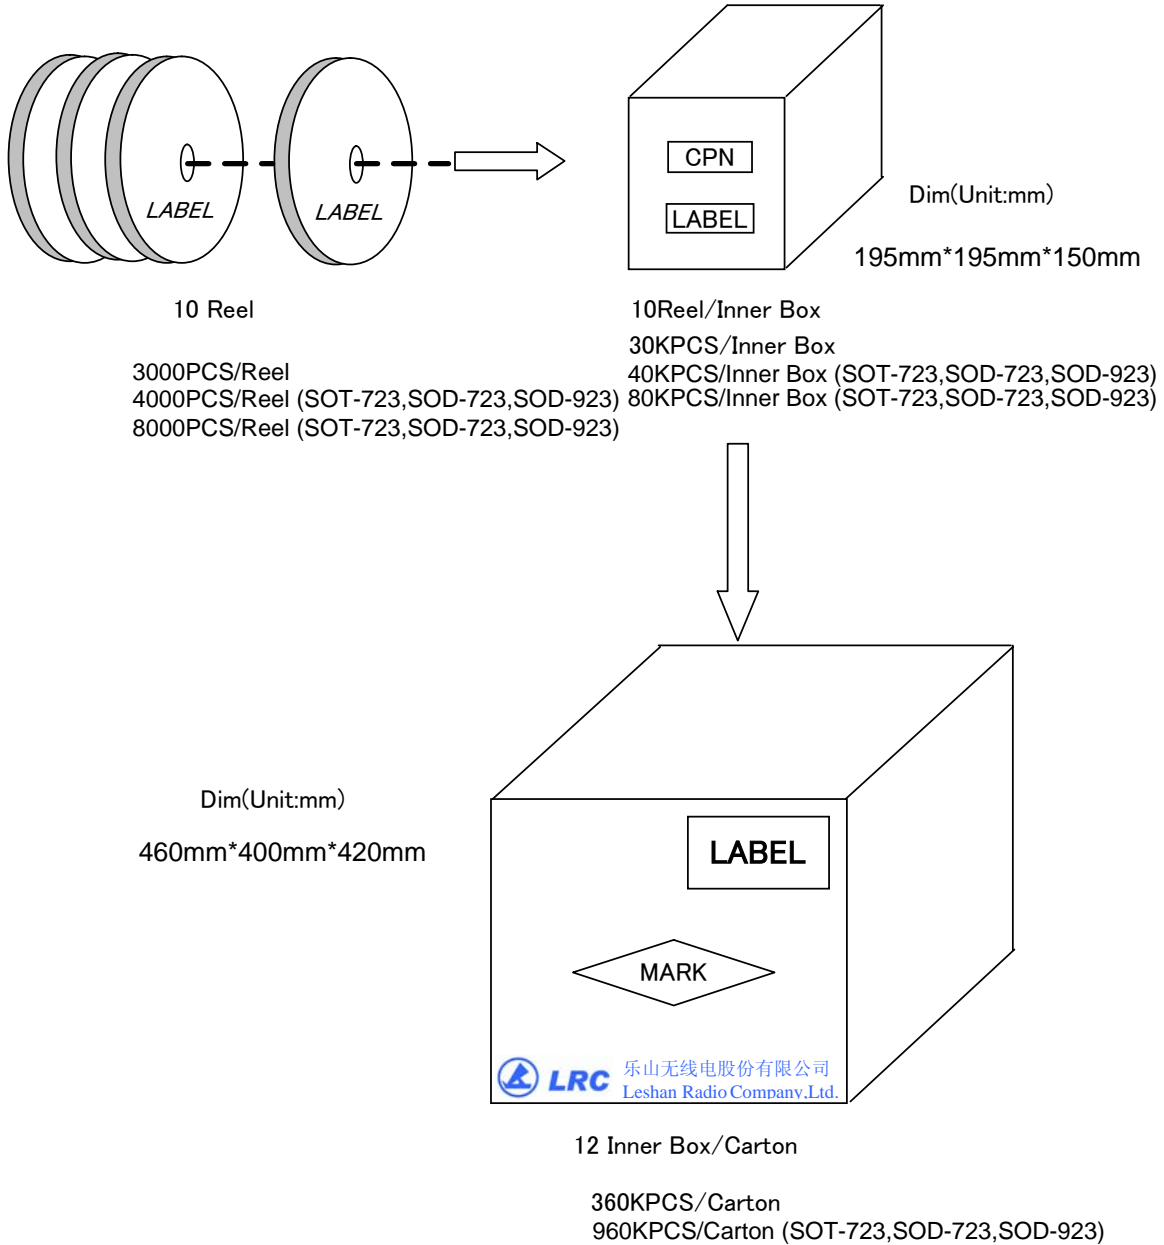 LABEL
LABEL
CPN
LABEL
Dim(Unit:mm)
195mm*195mm*150mm
10 Reel
3000PCS/Reel
4000PCS/Reel (SOT-723,SOD-723,SOD-923)
8000PCS/Reel (SOT-723,SOD-723,SOD-923)
10Reel/Inner Box
30KPCS/Inner Box
40KPCS/Inner Box (SOT-723,SOD-723,SOD-923)
80KPCS/Inner Box (SOT-723,SOD-723,SOD-923)
Dim(Unit:mm)
460mm*400mm*420mm
LABEL
MARK
LRC
乐山无线电股份有限公司
Leshan Radio Company,Ltd.
12 Inner Box/Carton
360KPCS/Carton
960KPCS/Carton (SOT-723,SOD-723,SOD-923)